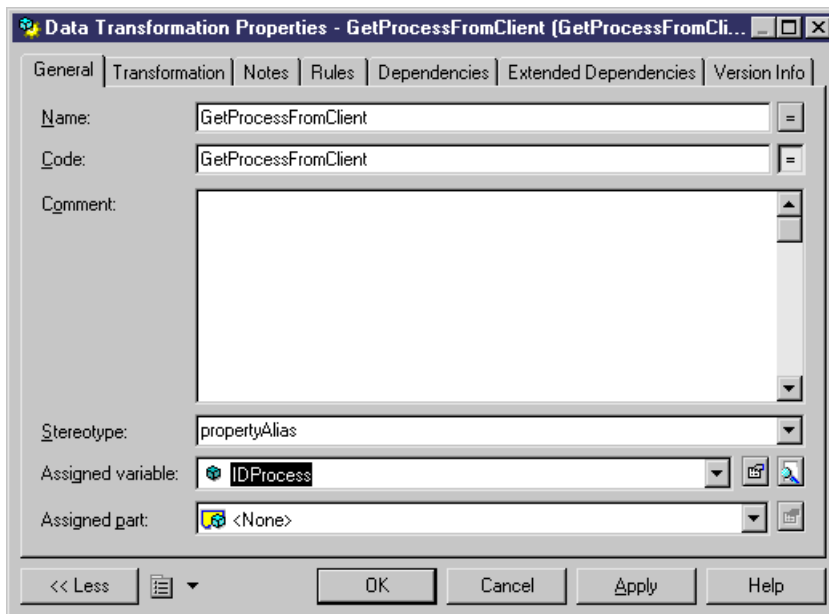 Data Transformation Properties - GetProcessFromClient (GetProcessFromCli...
General Transformation Notes Rules Dependencies Extended Dependencies Version Info
Name: GetProcessFromClient =
Code: GetProcessFromClient =
Comment:
Stereotype: propertyAlias
Assigned variable: IDProcess
Assigned part: <None>
<< Less OK Cancel Apply Help